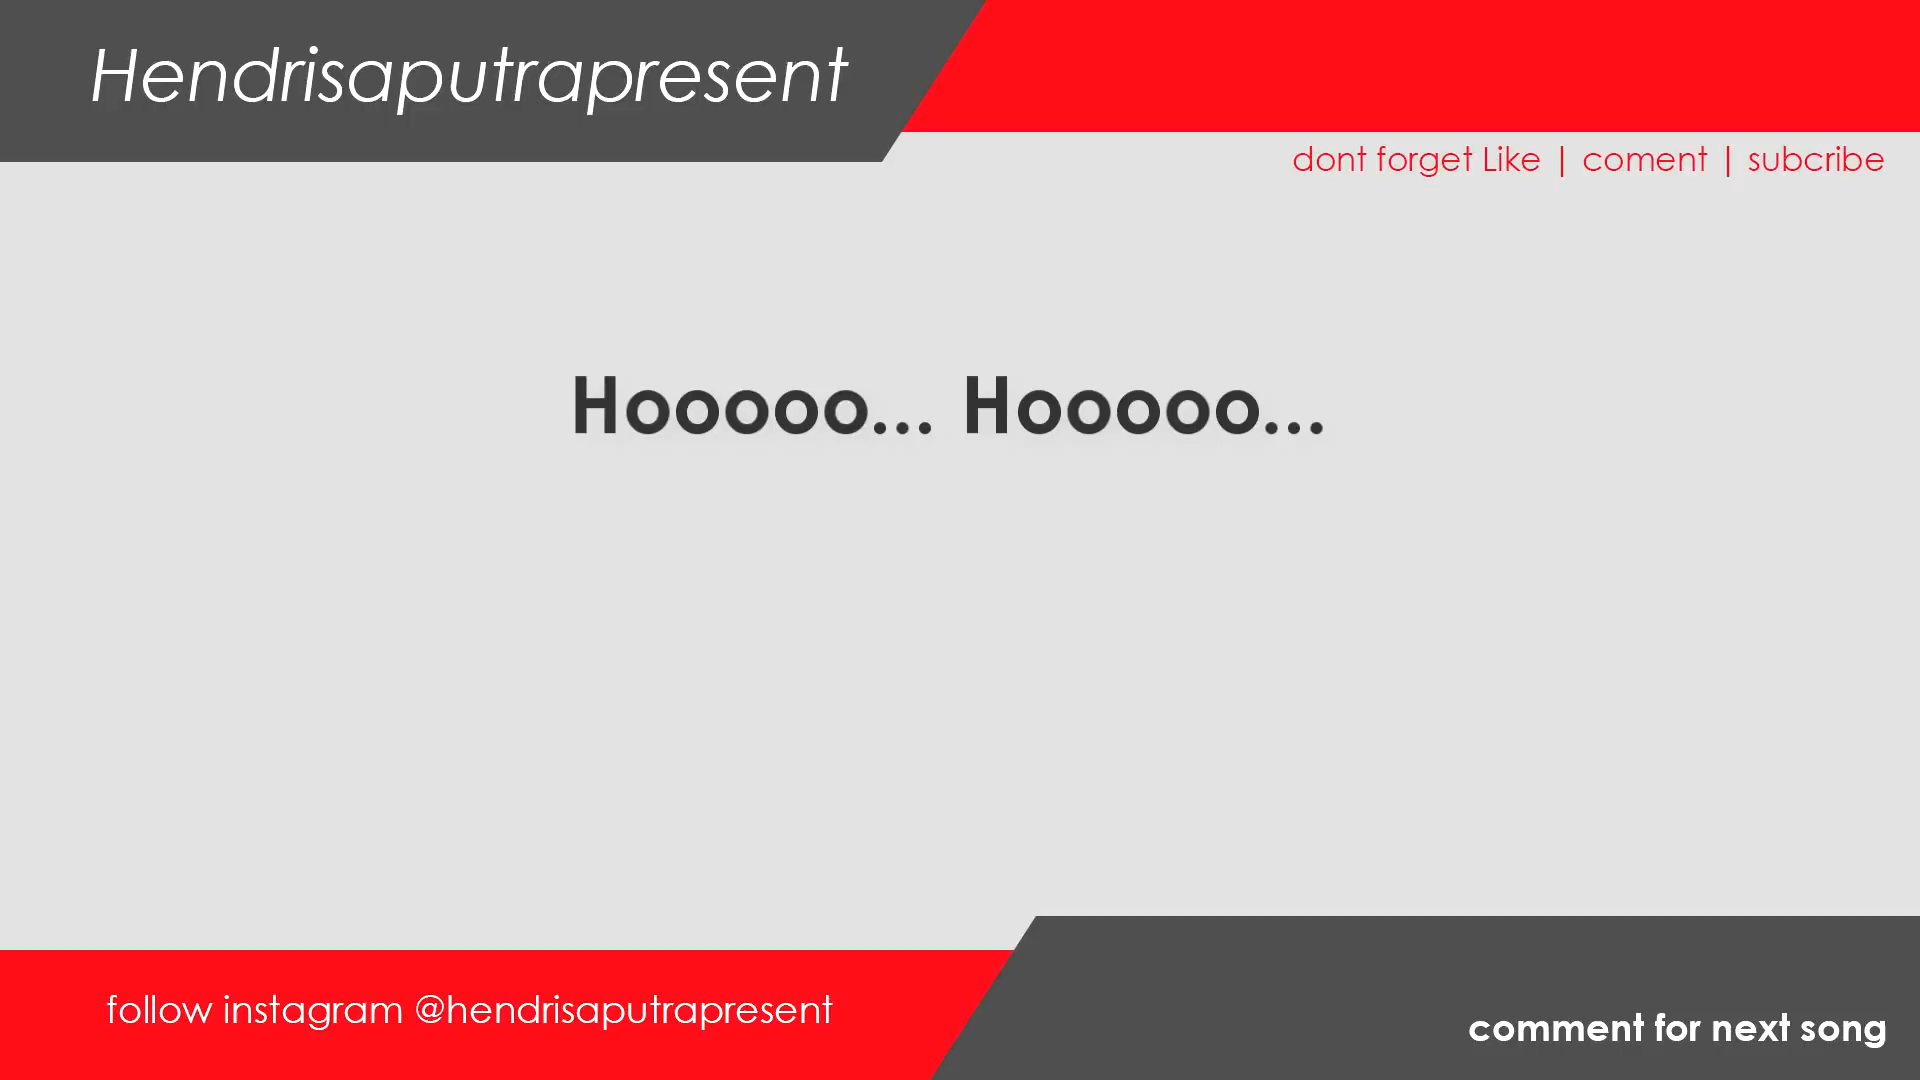 Hendrisaputrapresent
dont forget Like | coment | subcribe
Hooooo... Hooooo...
follow instagram @hendrisaputrapresent
comment for next song